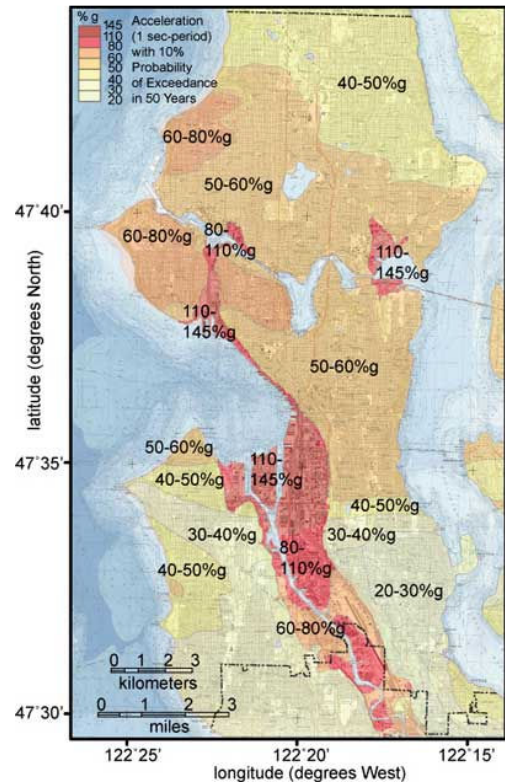 % g
145
110
80
60
50
40
30
20
Acceleration
(1 sec-period)
with 10%
Probability
of Exceedance
in 50 Years
40-50%g
60-80%g
50-60%g
47°40'
60-80%g
80-
110%g
110-
145%g
110-
145%g
50-60%g
latitude (degrees North)
50-60%g
47°35'
110-
145%g
40-50%g
40-50%g
30-40%g
30-40%g
80-
110%g
40-50%g
20-30%g
60-80%g
0 1 2 3
kilometers
0 1 2 3
miles
47°30'
122°25'
122°20'
122°15'
longitude (degrees West)